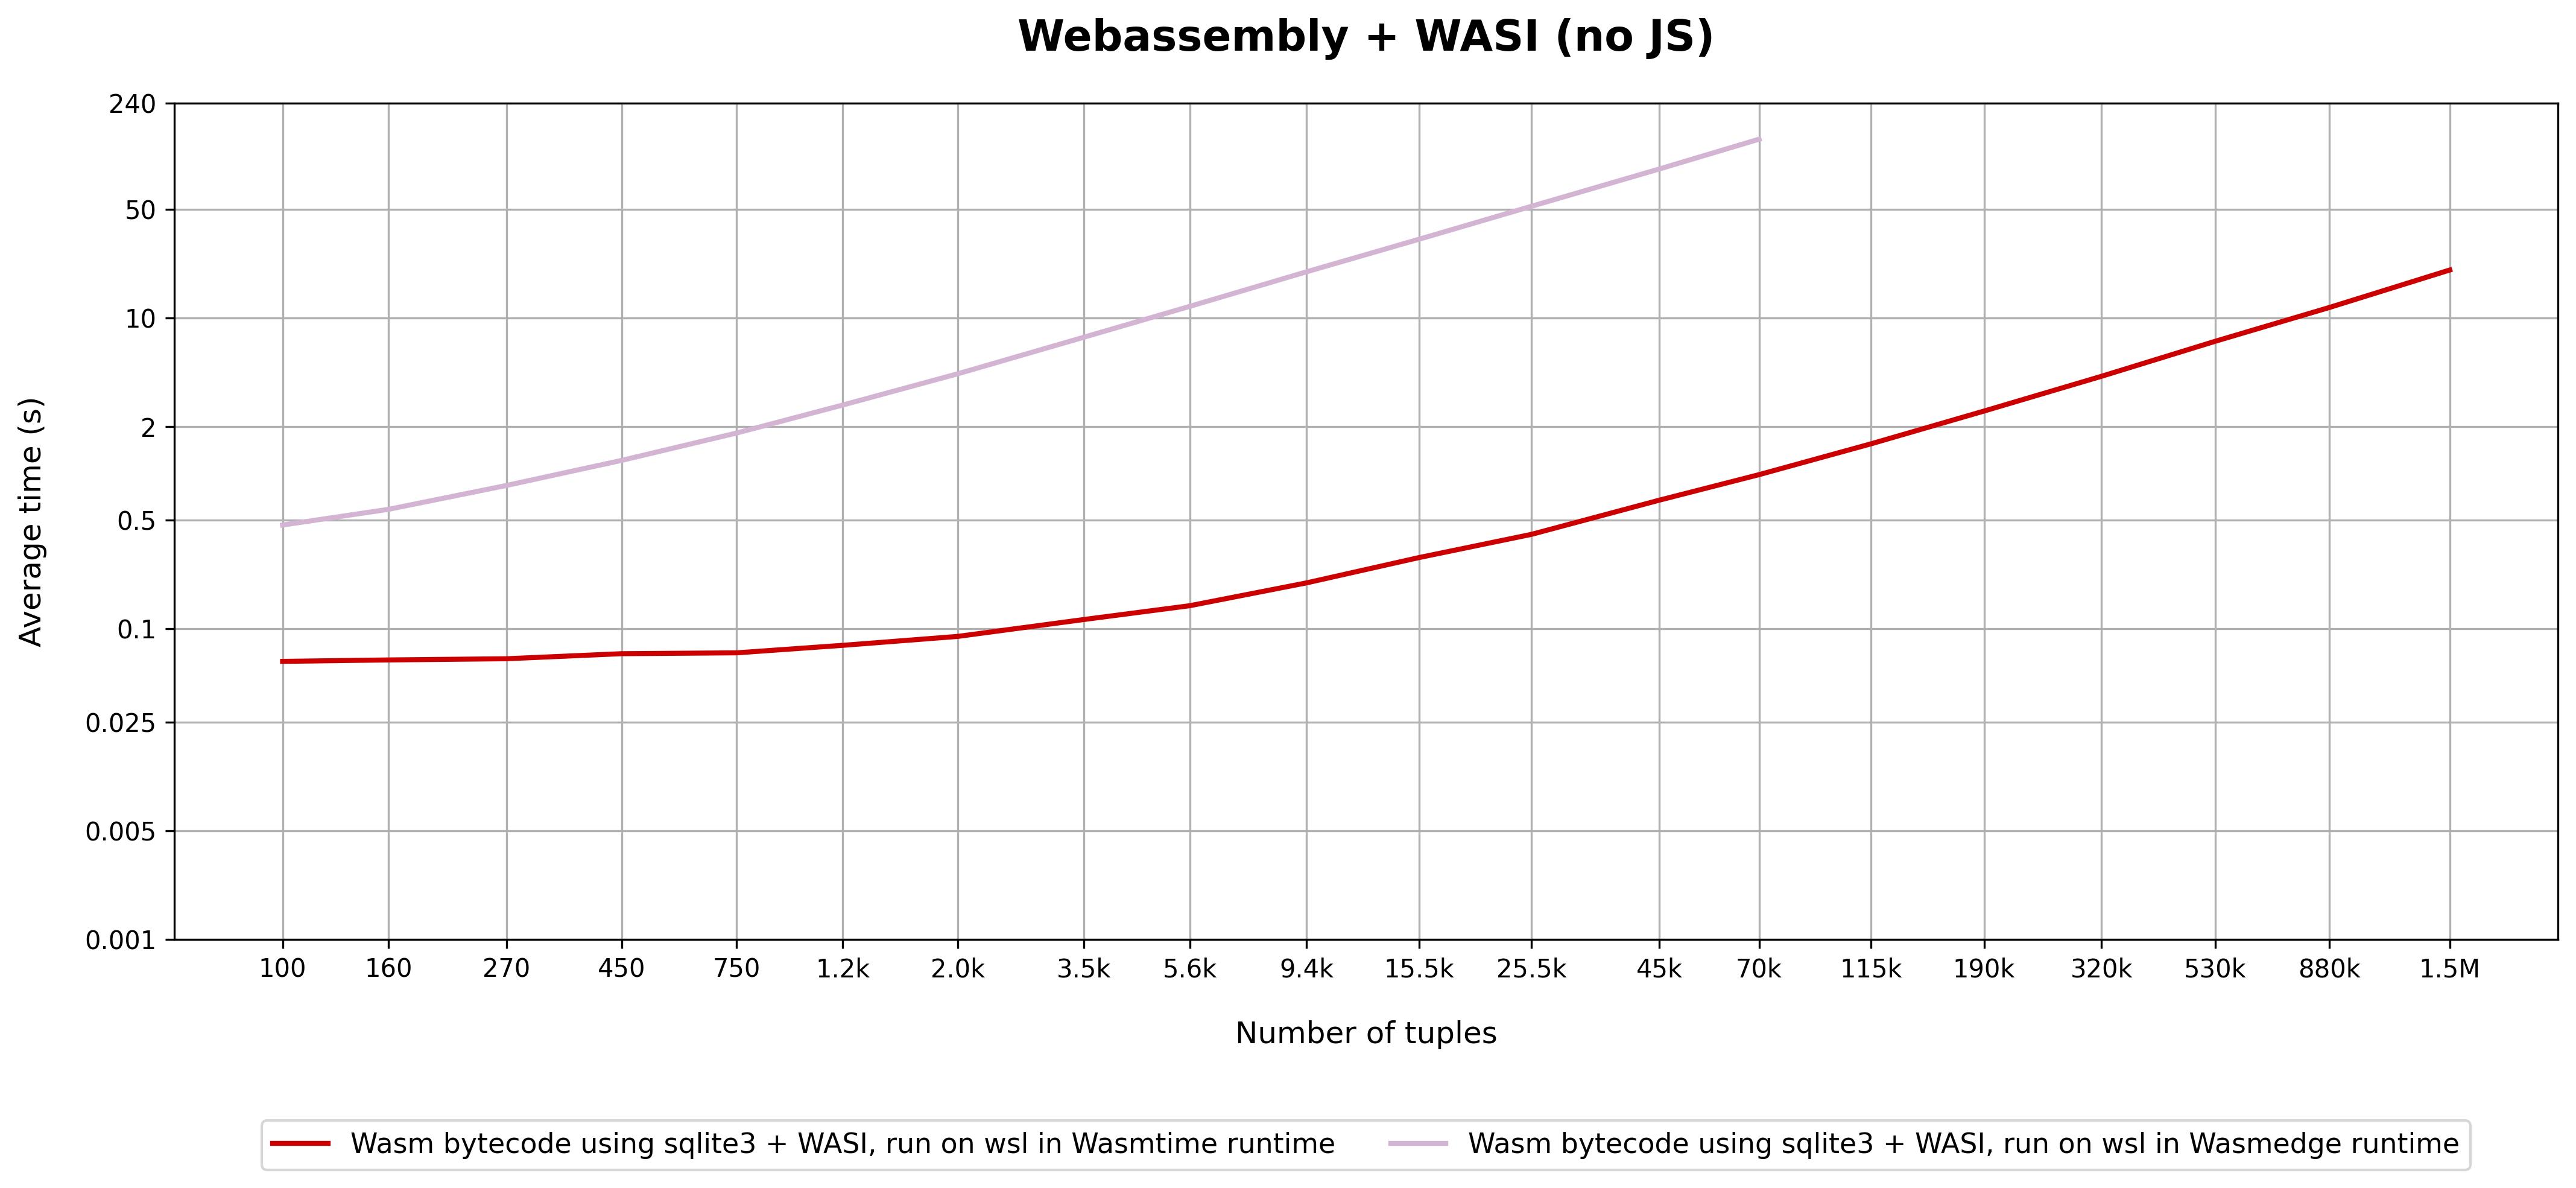 Webassembly + WASI (no JS)
240
50
10
2
0.5
0.1
0.025
0.005
0.001
Average time (s)
100 160 270 450 750 1.2k 2.0k 3.5k 5.6k 9.4k 15.5k 25.5k 45k 70k 115k 190k 320k 530k 880k 1.5M
Number of tuples
Wasm bytecode using sqlite3 + WASI, run on wsl in Wasmtime runtime
Wasm bytecode using sqlite3 + WASI, run on wsl in Wasmedge runtime